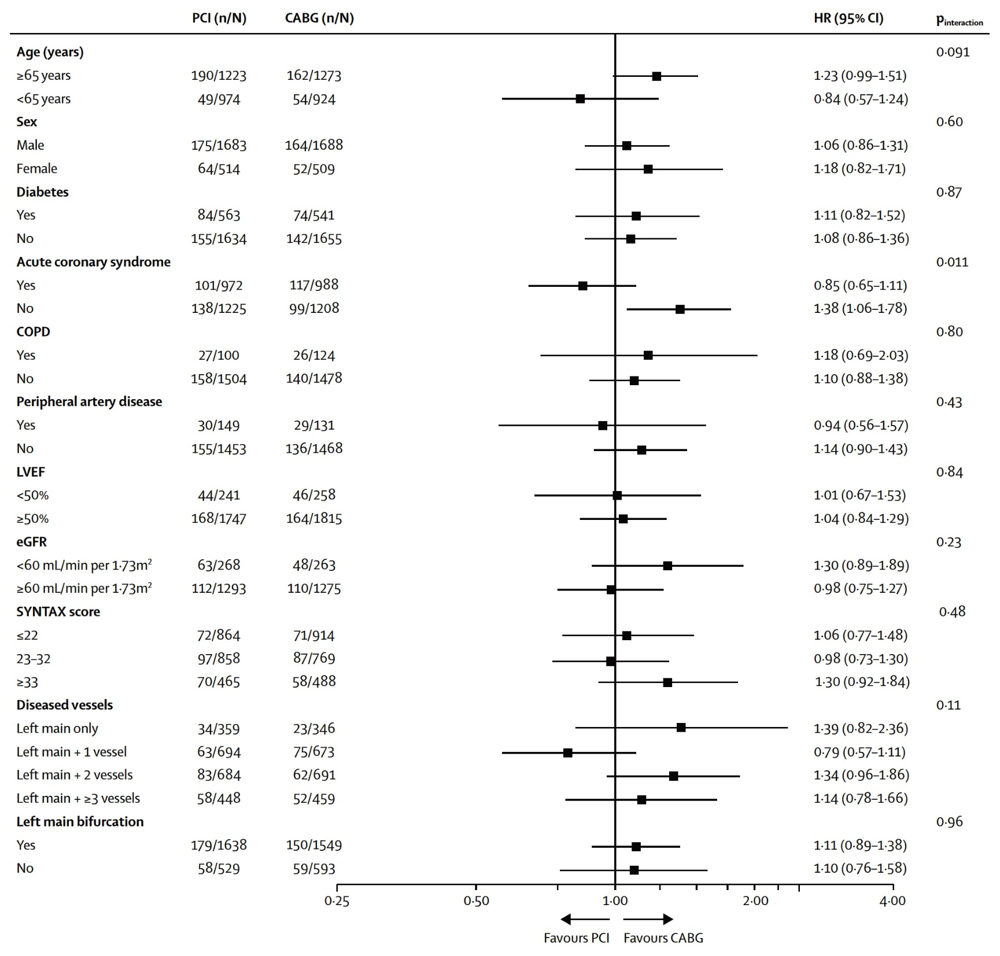 PCI (n/N) CABG (n/N) HR (95% CI) pinteraction
Age (years) 0·091
≥65 years 190/1223 162/1273 1·23 (0·99–1·51)
<65 years 49/974 54/924 0·84 (0·57–1·24)
Sex 0·60
Male 175/1683 164/1688 1·06 (0·86–1·31)
Female 64/514 52/509 1·18 (0·82–1·71)
Diabetes 0·87
Yes 84/563 74/541 1·11 (0·82–1·52)
No 155/1634 142/1655 1·08 (0·86–1·36)
Acute coronary syndrome 0·011
Yes 101/972 117/988 0·85 (0·65–1·11)
No 138/1225 99/1208 1·38 (1·06–1·78)
COPD 0·80
Yes 27/100 26/124 1·18 (0·69–2·03)
No 158/1504 140/1478 1·10 (0·88–1·38)
Peripheral artery disease 0·43
Yes 30/149 29/131 0·94 (0·56–1·57)
No 155/1453 136/1468 1·14 (0·90–1·43)
LVEF 0·84
<50% 44/241 46/258 1·01 (0·67–1·53)
≥50% 168/1747 164/1815 1·04 (0·84–1·29)
eGFR 0·23
<60 mL/min per 1·73m² 63/268 48/263 1·30 (0·89–1·89)
≥60 mL/min per 1·73m² 112/1293 110/1275 0·98 (0·75–1·27)
SYNTAX score 0·48
≤22 72/864 71/914 1·06 (0·77–1·48)
23–32 97/858 87/769 0·98 (0·73–1·30)
≥33 70/465 58/488 1·30 (0·92–1·84)
Diseased vessels 0·11
Left main only 34/359 23/346 1·39 (0·82–2·36)
Left main + 1 vessel 63/694 75/673 0·79 (0·57–1·11)
Left main + 2 vessels 83/684 62/691 1·34 (0·96–1·86)
Left main + ≥3 vessels 58/448 52/459 1·14 (0·78–1·66)
Left main bifurcation 0·96
Yes 179/1638 150/1549 1·11 (0·89–1·38)
No 58/529 59/593 1·10 (0·76–1·58)
0·25 0·50 1·00 2·00 4·00
Favours PCI Favours CABG